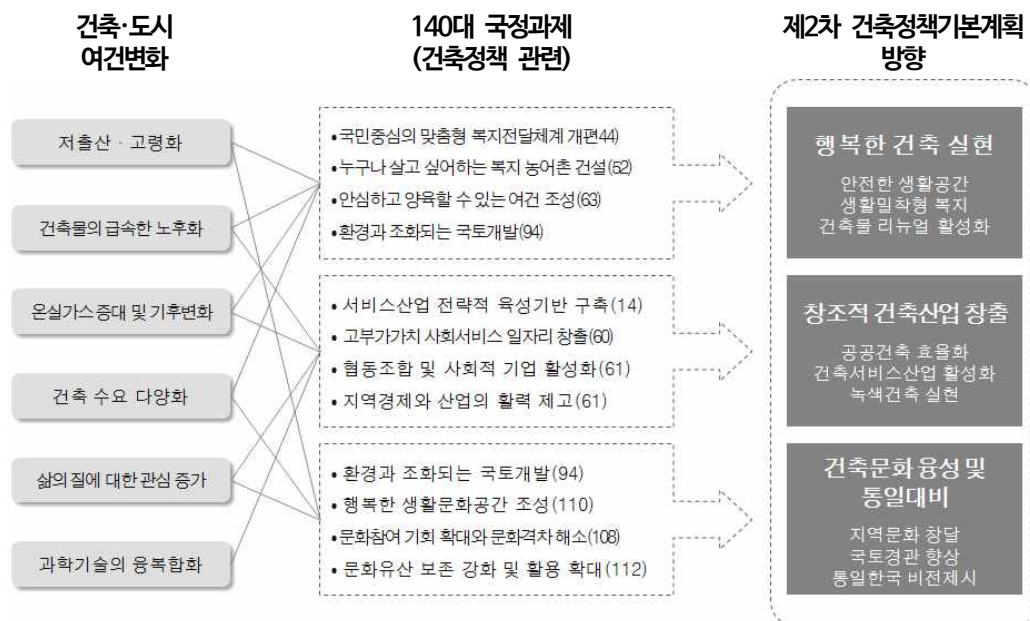 건축·도시
여건변화
140대 국정과제
(건축정책 관련)
제2차 건축정책기본계획
방향
저출산 · 고령화
건축물의 급속한 노후화
온실가스 증대 및 기후변화
건축 수요 다양화
삶의 질에 대한 관심 증가
과학기술의 융복합화
•국민중심의 맞춤형 복지전달체계 개편44)
•누구나 살고 싶어하는 복지 농어촌 건설(52)
•안심하고 양육할 수 있는 여건 조성(63)
•환경과 조화되는 국토개발(94)
• 서비스산업 전략적 육성기반 구축(14)
• 고부가가치 사회서비스 일자리 창출(60)
• 협동조합 및 사회적 기업 활성화(61)
• 지역경제와 산업의 활력 제고(61)
• 환경과 조화되는 국토개발(94)
• 행복한 생활문화공간 조성(110)
•문화참여 기회 확대와 문화격차 해소(108)
• 문화유산 보존 강화 및 활용 확대(112)
행복한 건축 실현
안전한 생활공간
생활밀착형 복지
건축물 리뉴얼 활성화
창조적 건축산업 창출
공공건축 효율화
건축서비스산업 활성화
녹색건축 실현
건축문화 융성 및
통일대비
지역문화 창달
국토경관 향상
통일한국 비전제시